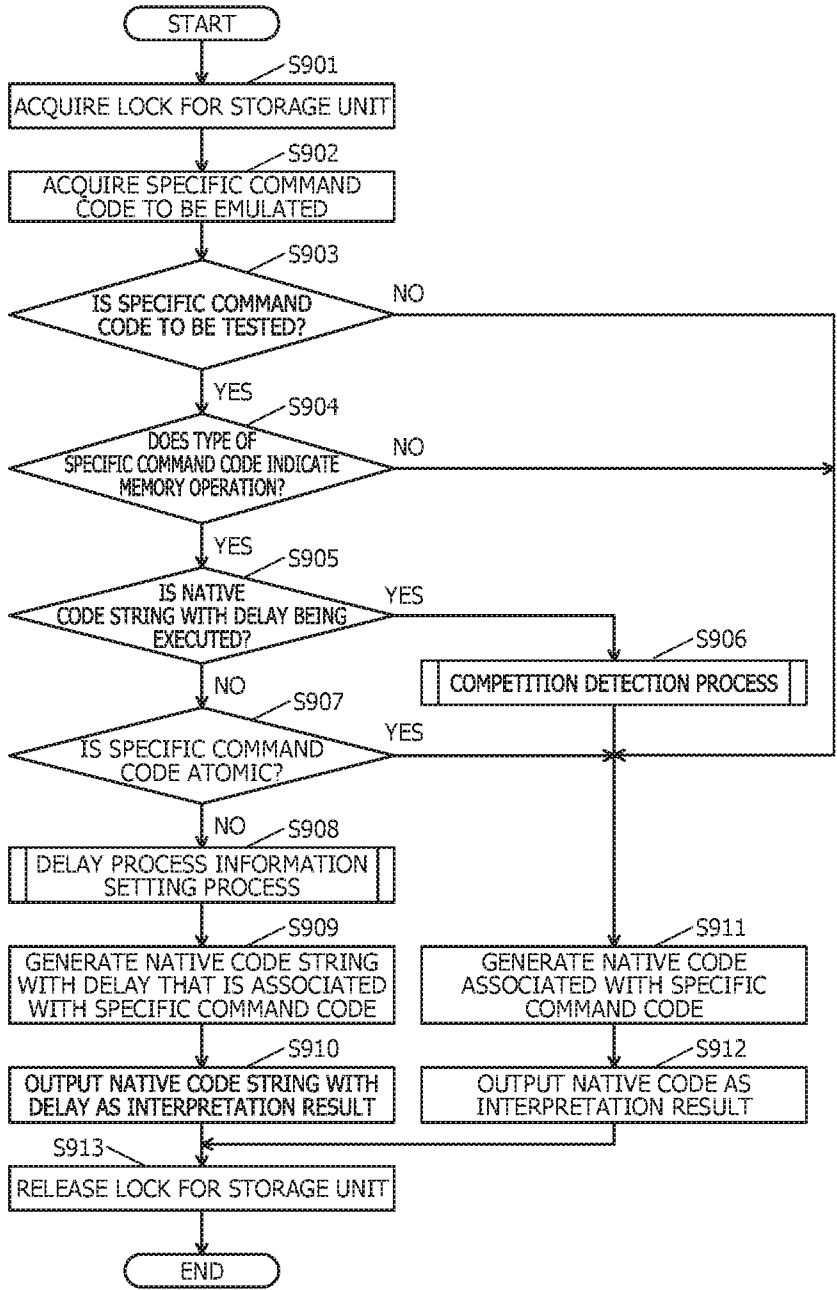 START
S901
ACQUIRE LOCK FOR STORAGE UNIT
S902
ACQUIRE SPECIFIC COMMAND
CODE TO BE EMULATED
S903
IS SPECIFIC COMMAND
CODE TO BE TESTED?
NO
YES
S904
DOES TYPE OF
SPECIFIC COMMAND CODE INDICATE
MEMORY OPERATION?
NO
YES
S905
IS NATIVE
CODE STRING WITH DELAY BEING
EXECUTED?
YES
NO
S906
COMPETITION DETECTION PROCESS
S907
IS SPECIFIC COMMAND
CODE ATOMIC?
YES
NO
S908
DELAY PROCESS INFORMATION
SETTING PROCESS
S909
GENERATE NATIVE CODE STRING
WITH DELAY THAT IS ASSOCIATED
WITH SPECIFIC COMMAND CODE
S911
GENERATE NATIVE CODE
ASSOCIATED WITH SPECIFIC
COMMAND CODE
S910
OUTPUT NATIVE CODE STRING WITH
DELAY AS INTERPRETATION RESULT
S912
OUTPUT NATIVE CODE AS
INTERPRETATION RESULT
S913
RELEASE LOCK FOR STORAGE UNIT
END